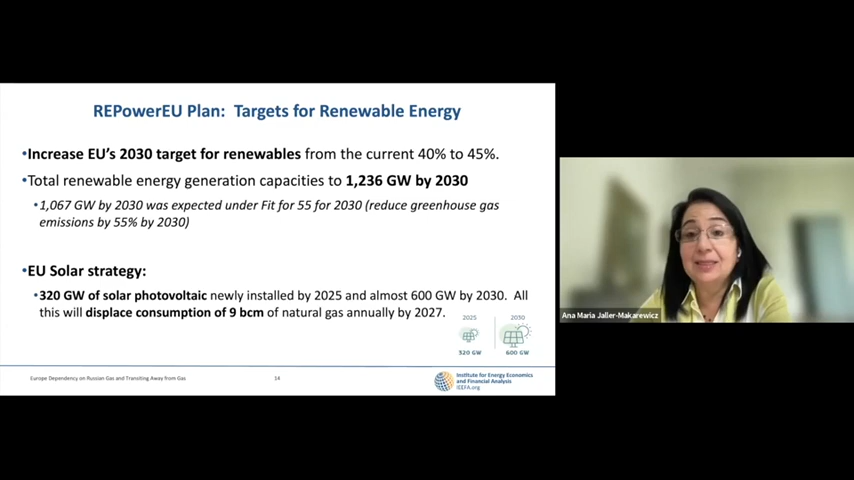 REPowerEU Plan: Targets for Renewable Energy
•Increase EU's 2030 target for renewables from the current 40% to 45%.
•Total renewable energy generation capacities to 1,236 GW by 2030
•1,067 GW by 2030 was expected under Fit for 55 for 2030 (reduce greenhouse gas
emissions by 55% by 2030)
•EU Solar strategy:
•320 GW of solar photovoltaic newly installed by 2025 and almost 600 GW by 2030. All
this will displace consumption of 9 bcm of natural gas annually by 2027.
2025 2030
320 GW 600 GW
Ana Maria Jaller-Makarewicz
Europe Dependency on Russian Gas and Transiting Away from Gas 14
Institute for Energy Economics
and Financial Analysis
IEEFA.org